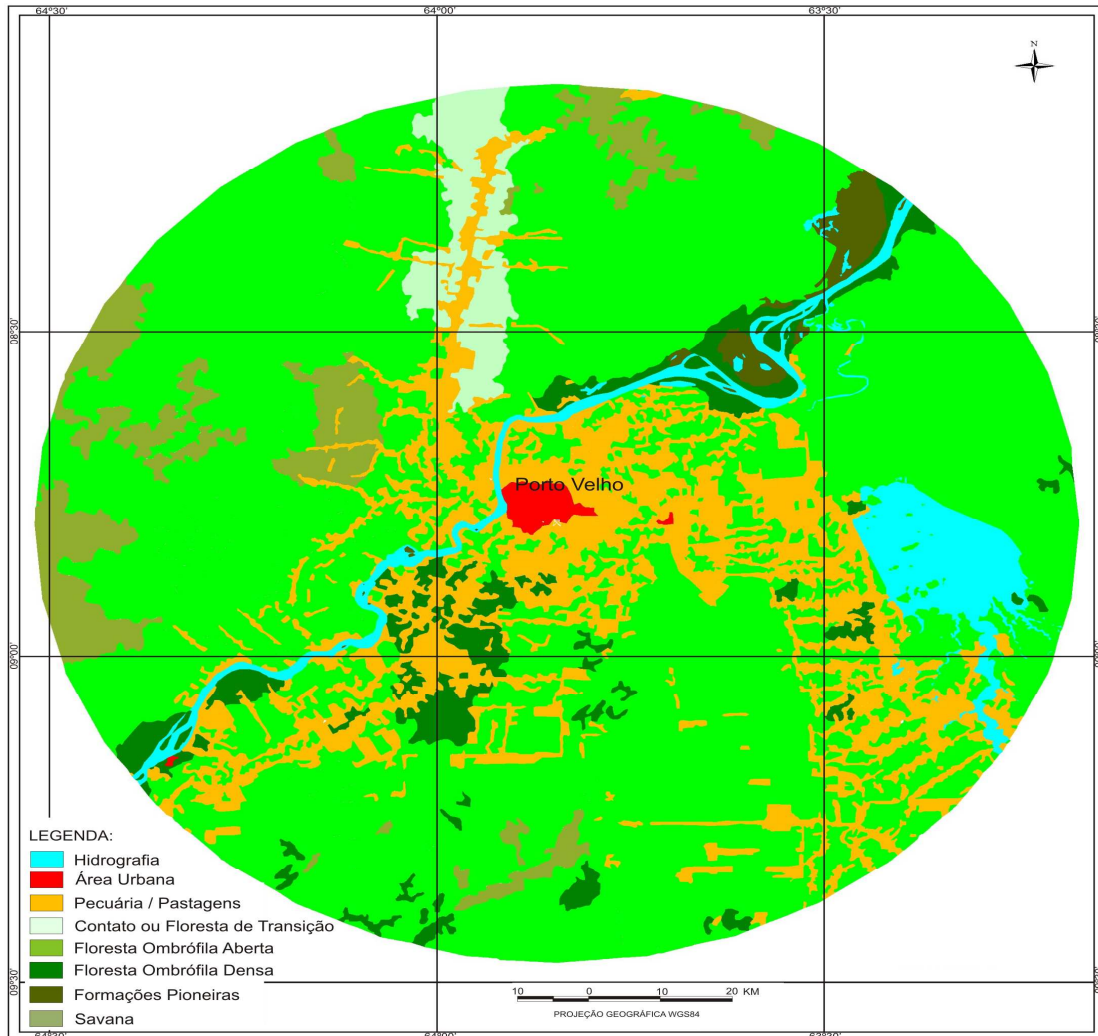 64°30'
64°00'
63°30'
N
08°30'
Porto Velho
09°00'
LEGENDA:
Hidrografia
Área Urbana
Pecuária / Pastagens
Contato ou Floresta de Transição
Floresta Ombrófila Aberta
Floresta Ombrófila Densa
Formações Pioneiras
Savana
09°30'
10 0 10 20 KM
PROJEÇÃO GEOGRÁFICA WGS84